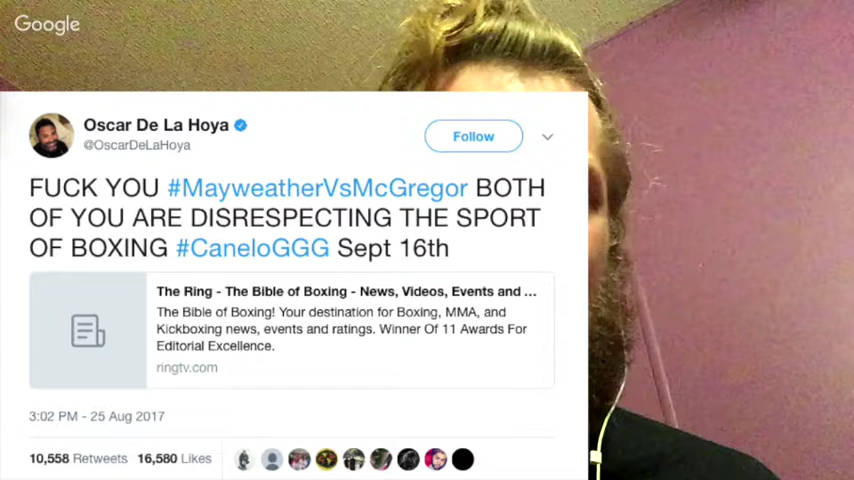 Google
Oscar De La Hoya
@OscarDeLaHoya
Follow
FUCK YOU #MayweatherVsMcGregor BOTH
OF YOU ARE DISRESPECTING THE SPORT
OF BOXING #CaneloGGG Sept 16th
The Ring - The Bible of Boxing - News, Videos, Events and ...
The Bible of Boxing! Your destination for Boxing, MMA, and
Kickboxing news, events and ratings. Winner Of 11 Awards For
Editorial Excellence.
ringtv.com
3:02 PM - 25 Aug 2017
10,558 Retweets 16,580 Likes